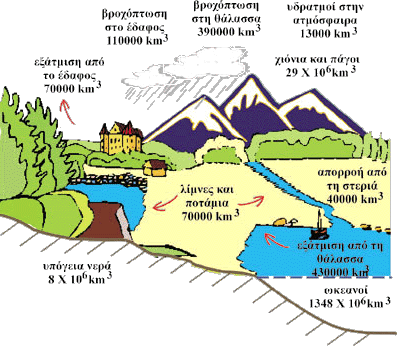 βροχόπτωση
στο έδαφος
110000 km³
βροχόπτωση
στη θάλασσα
390000 km³
υδρατμοί στην
ατμόσφαιρα
13000 km³
εξάτμιση από
το έδαφος
70000 km³
χιόνια και πάγοι
29 X 10⁶km³
λίμνες και
ποτάμια
70000 km³
απορροή από
τη στεριά
40000 km³
εξάτμιση από τη
θάλασσα
430000 km³
υπόγεια νερά
8 X 10⁶km³
ωκεανοί
1348 X 10⁶km³